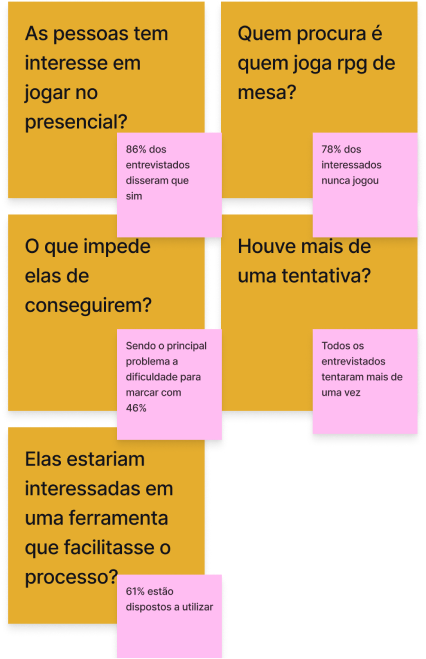 As pessoas tem
interesse em
jogar no
presencial?
86% dos
entrevistados
disseram que
sim
Quem procura é
quem joga rpg de
mesa?
78% dos
interessados
nunca jogou
O que impede
elas de
conseguirem?
Sendo o principal
problema a
dificuldade para
marcar com
46%
Houve mais de
uma tentativa?
Todos os
entrevistados
tentaram mais de
uma vez
Elas estariam
interessadas em
uma ferramenta
que facilitasse o
processo?
61% estão
dispostos a utilizar